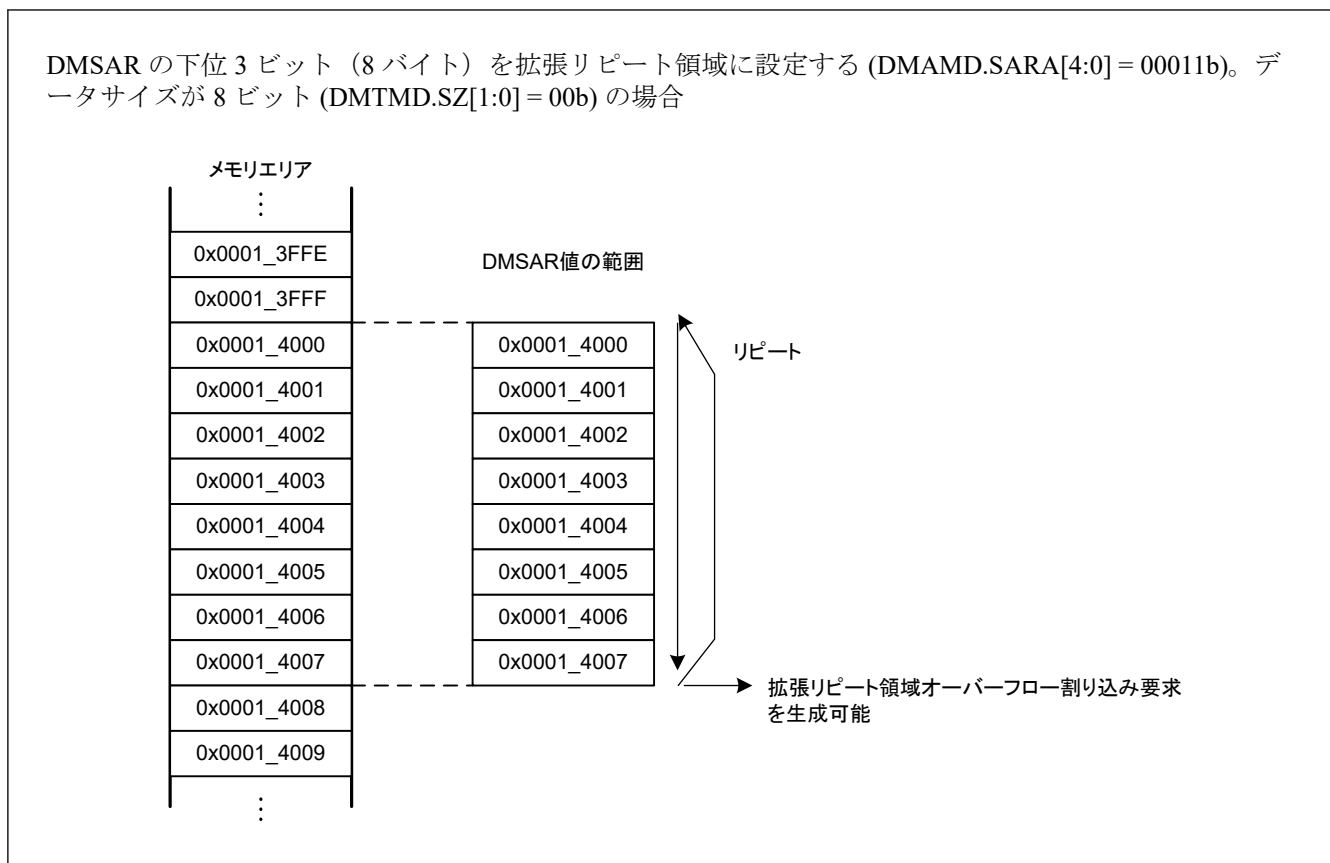 DMSAR の下位 3 ビット（8 バイト）を拡張リピート領域に設定する (DMAMD.SARA[4:0] = 00011b)。デ
ータサイズが 8 ビット (DMTMD.SZ[1:0] = 00b) の場合
メモリエリア
⋮
0x0001_3FFE
0x0001_3FFF
0x0001_4000
0x0001_4001
0x0001_4002
0x0001_4003
0x0001_4004
0x0001_4005
0x0001_4006
0x0001_4007
0x0001_4008
0x0001_4009
⋮
DMSAR値の範囲
0x0001_4000
0x0001_4001
0x0001_4002
0x0001_4003
0x0001_4004
0x0001_4005
0x0001_4006
0x0001_4007
リピート
拡張リピート領域オーバーフロー割り込み要求
を生成可能